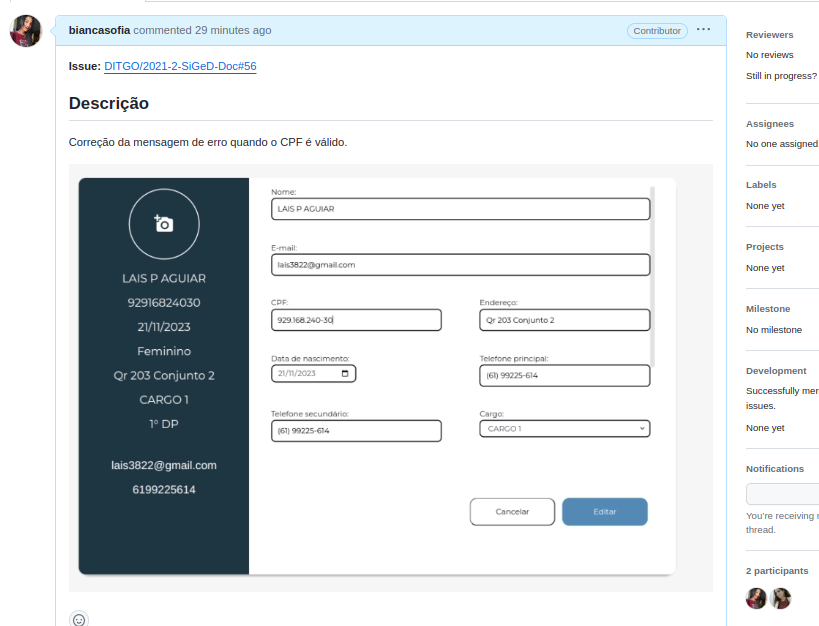 biancasofia commented 29 minutes ago
Contributor
Issue: DITGO/2021-2-SiGeD-Doc#56
Descrição
Correção da mensagem de erro quando o CPF é válido.
LAIS P AGUIAR
92916824030
21/11/2023
Feminino
Qr 203 Conjunto 2
CARGO 1
1° DP
lais3822@gmail.com
6199225614
Nome:
LAIS P AGUIAR
E-mail:
lais3822@gmail.com
CPF:
929.168.240-30
Endereço:
Qr 203 Conjunto 2
Data de nascimento:
21/11/2023
Telefone principal:
(61) 99225-614
Telefone secundário:
(61) 99225-614
Cargo:
CARGO 1
Cancelar
Editar
Reviewers
No reviews
Still in progress?
Assignees
No one assigned
Labels
None yet
Projects
None yet
Milestone
No milestone
Development
Successfully mer
issues.
None yet
Notifications
You're receiving
thread.
2 participants